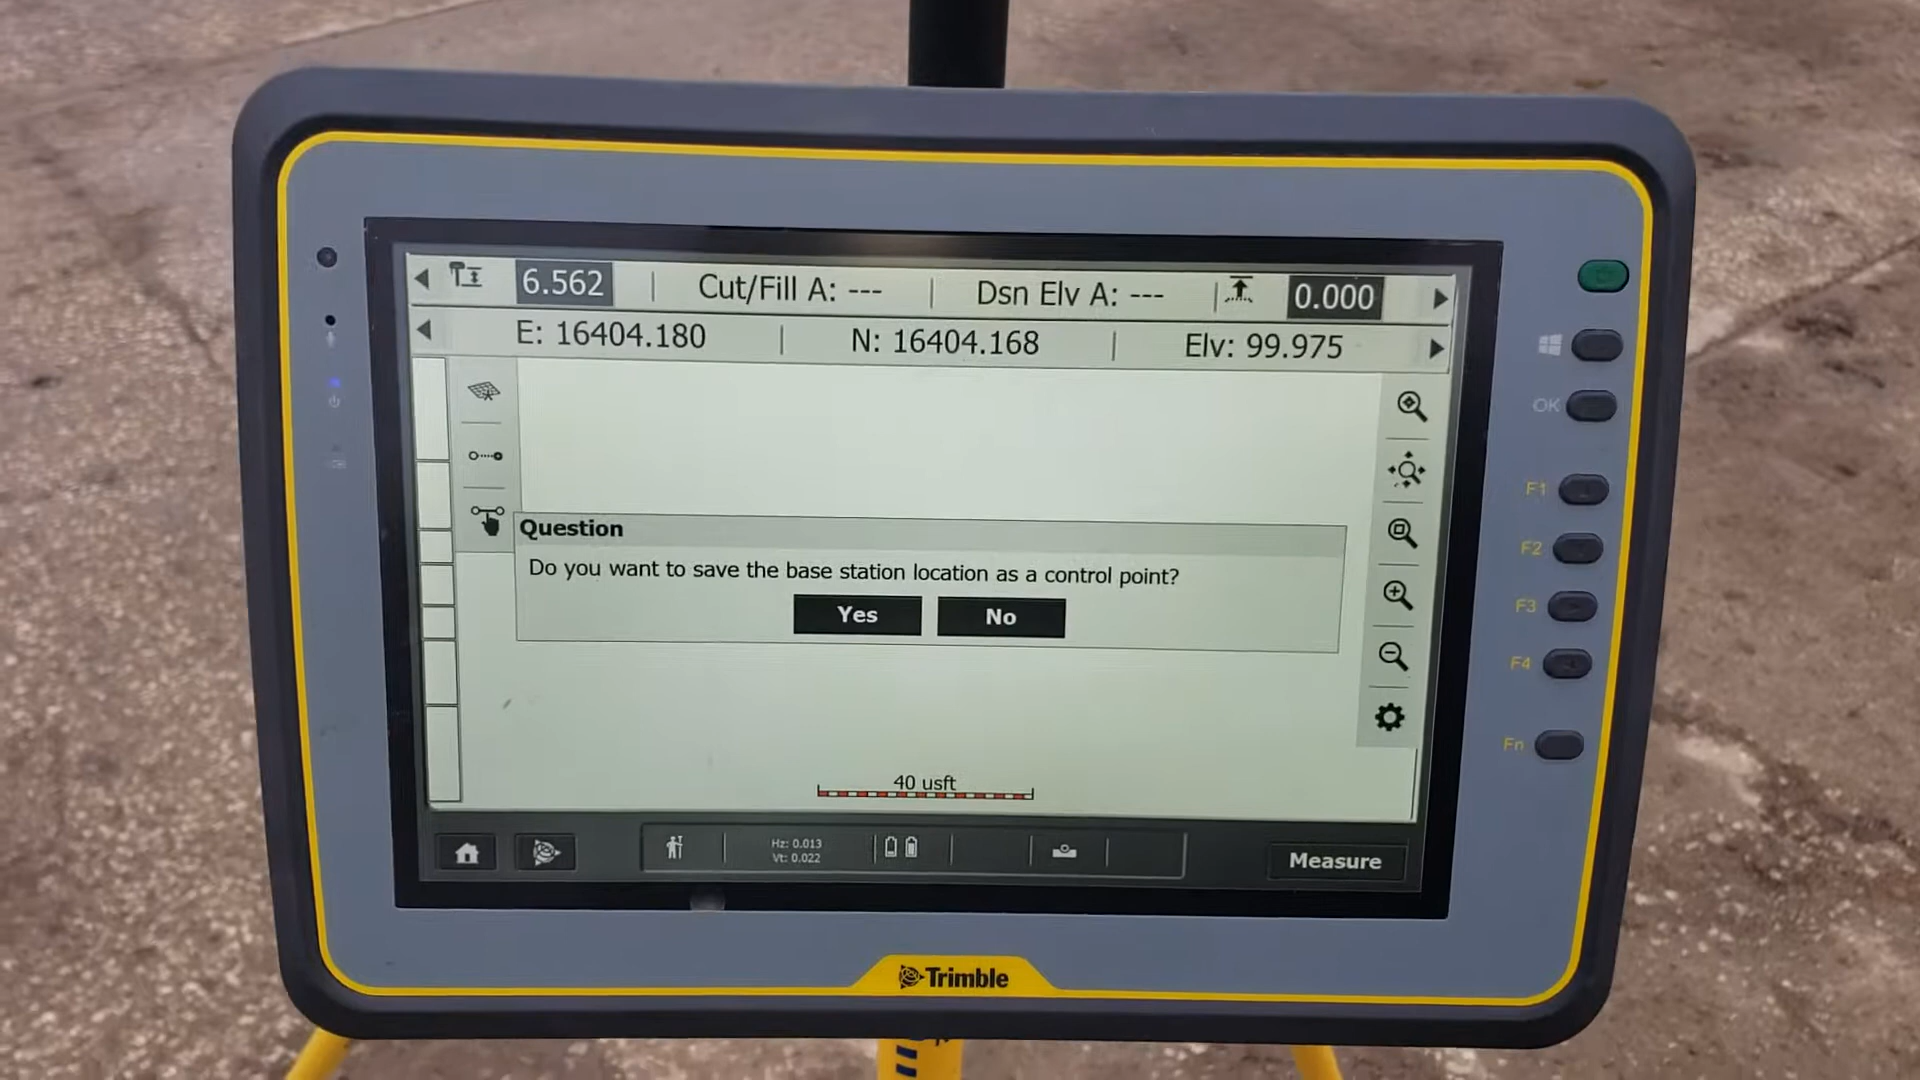 6.562 | Cut/Fill A: --- | Dsn Elv A: --- | 0.000
E: 16404.180 | N: 16404.168 | Elv: 99.975
OK
F1
Question
Do you want to save the base station location as a control point?
F2
Yes No
F3
F4
Fn
40 usft
Hz: 0.013
Vt: 0.022
Measure
Trimble